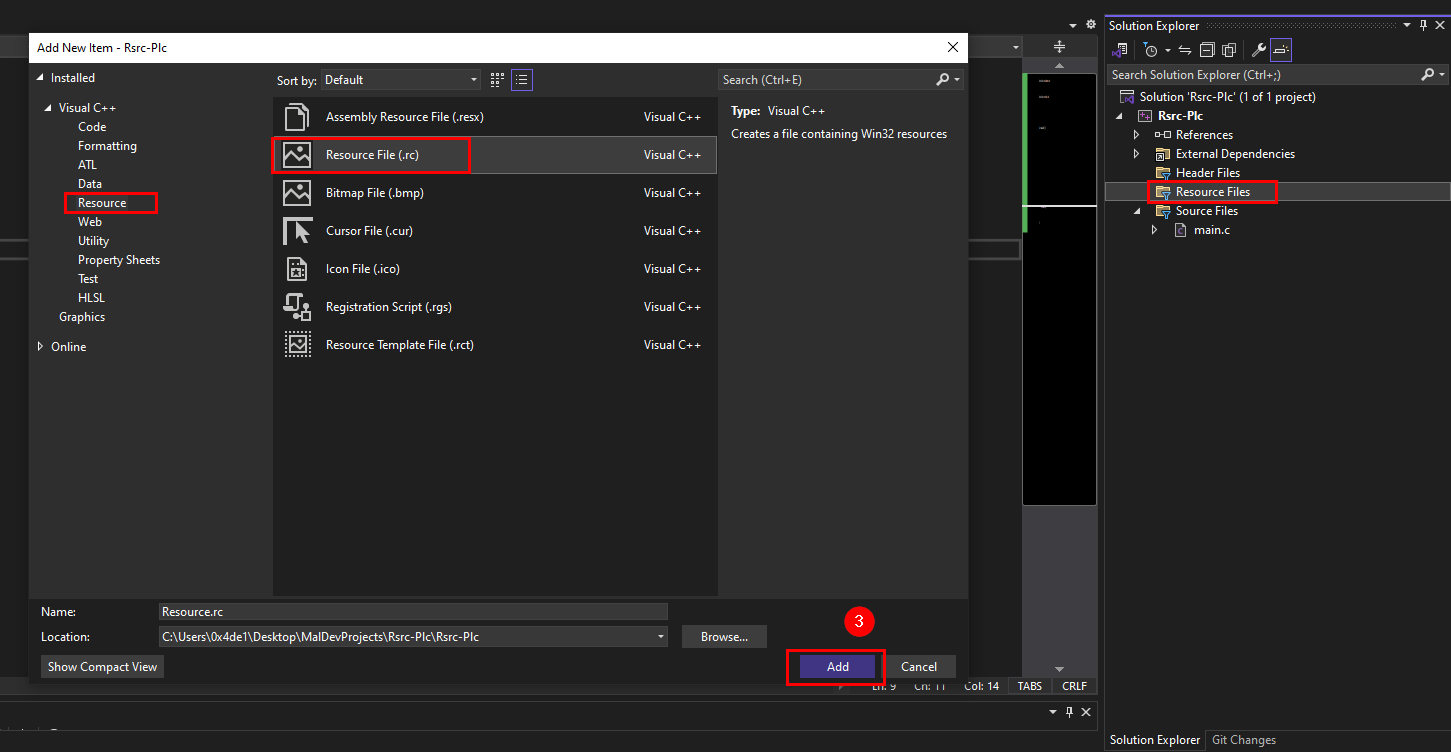 Add New Item - Rsrc-Plc
Installed
Visual C++
Code
Formatting
ATL
Data
Resource
Web
Utility
Property Sheets
Test
HLSL
Graphics
Online
Sort by: Default
Assembly Resource File (.resx) Visual C++
Resource File (.rc) Visual C++
Bitmap File (.bmp) Visual C++
Cursor File (.cur) Visual C++
Icon File (.ico) Visual C++
Registration Script (.rgs) Visual C++
Resource Template File (.rct) Visual C++
Search (Ctrl+E)
Type: Visual C++
Creates a file containing Win32 resources
Name: Resource.rc
Location: C:\Users\0x4de1\Desktop\MalDevProjects\Rsrc-Plc\Rsrc-Plc
Browse...
3
Show Compact View
Add
Cancel
Ln: 9 Ch: 11 Col: 14 TABS CRLF
Solution Explorer
Search Solution Explorer (Ctrl+;)
Solution 'Rsrc-Plc' (1 of 1 project)
Rsrc-Plc
References
External Dependencies
Header Files
Resource Files
Source Files
main.c
Solution Explorer Git Changes